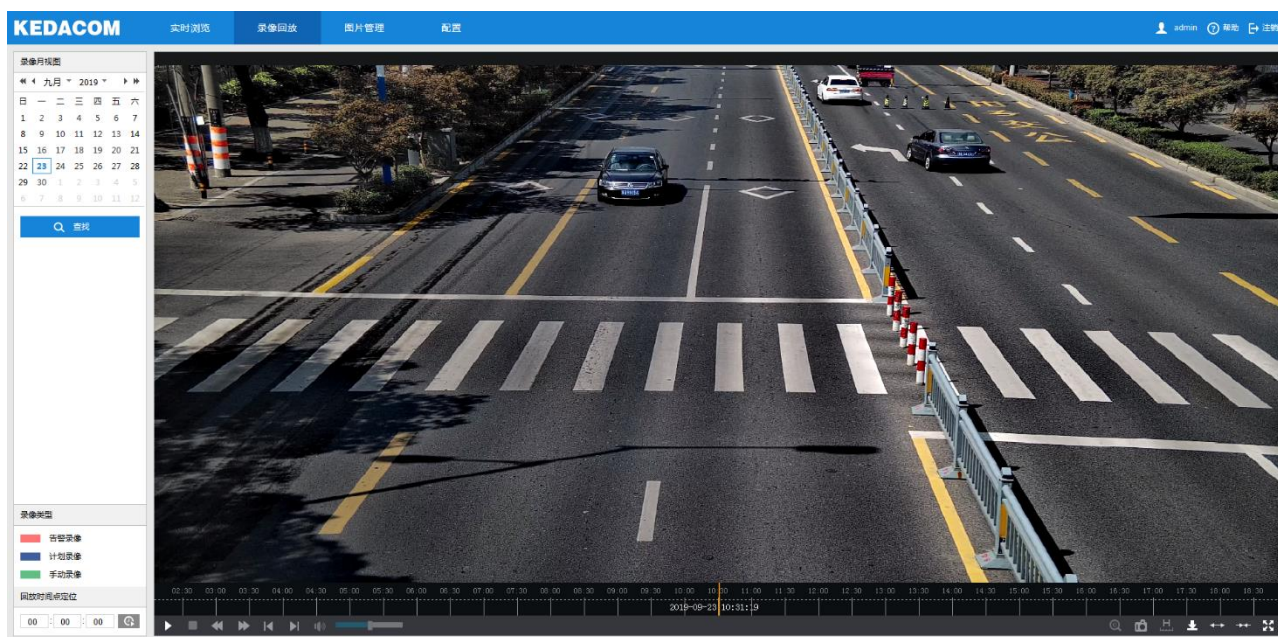 KEDACOM 实时浏览 录像回放 图片管理 配置 admin 帮助 注销
录像月视图
九月 2019
日 一 二 三 四 五 六
1 2 3 4 5 6 7
8 9 10 11 12 13 14
15 16 17 18 19 20 21
22 23 24 25 26 27 28
29 30 1 2 3 4 5
6 7 8 9 10 11 12
查找
录像类型
告警录像
计划录像
手动录像
回放时间点定位
00 : 00 : 00
02:30 03:00 03:30 04:00 04:30 05:00 05:30 06:00 06:30 07:00 07:30 08:00 08:30 09:00 09:30 10:00 10:30 11:00 11:30 12:00 12:30 13:00 13:30 14:00 14:30 15:00 15:30 16:00 16:30 17:00 17:30 18:00 18:30
2019-09-23 10:31:19